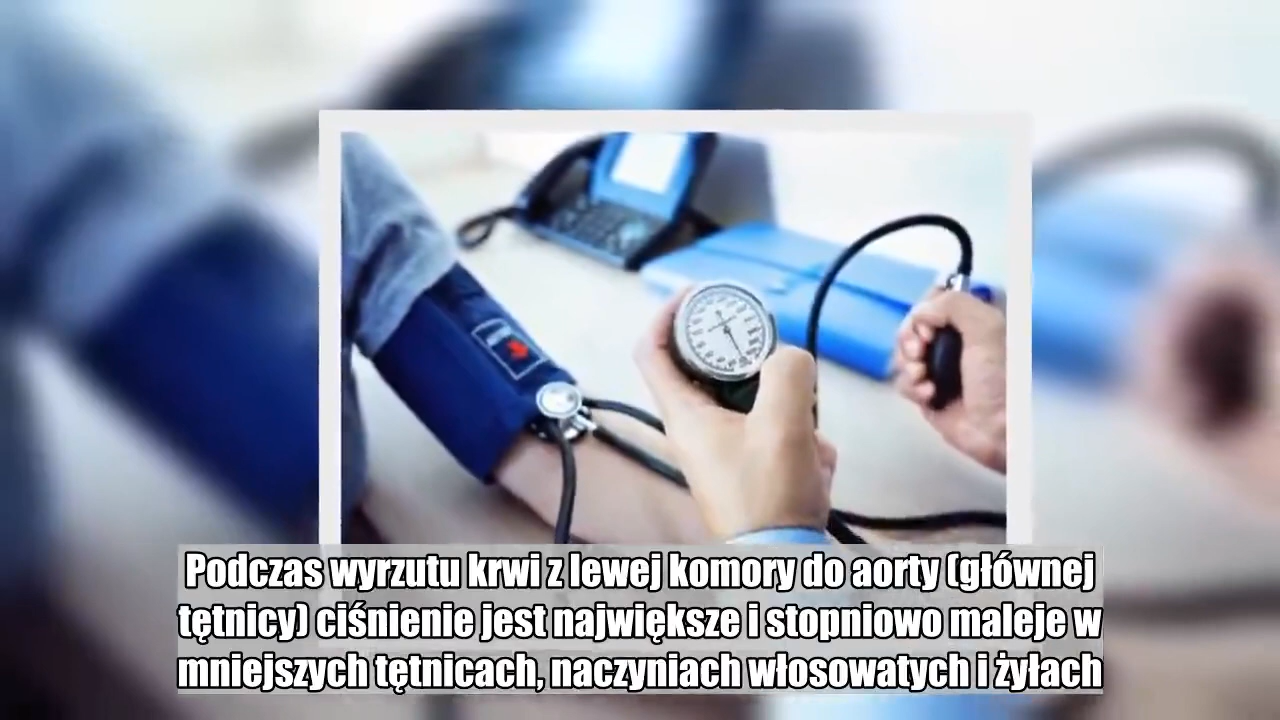 Podczas wyrzutu krwi z lewej komory do aorty (głównej
tętnicy) ciśnienie jest największe i stopniowo maleje w
mniejszych tętnicach, naczyniach włosowatych i żyłach